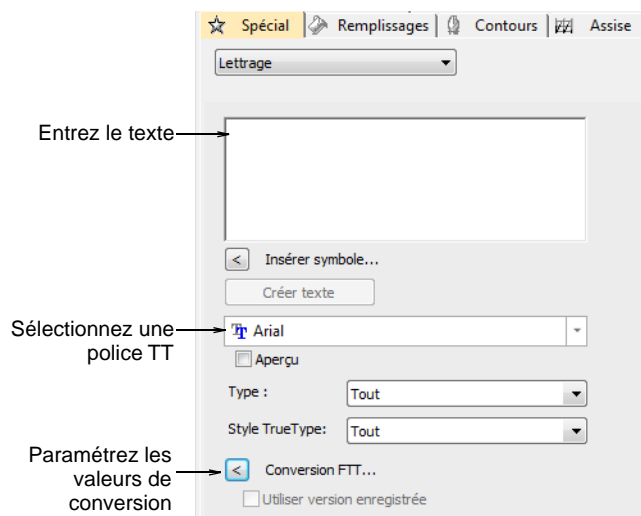 Spécial Remplissages Contours Assise
Lettrage
Entrez le texte
Insérer symbole...
Créer texte
Sélectionnez une
police TT
Arial
Aperçu
Type : Tout
Style TrueType: Tout
Paramétrez les
valeurs de
conversion
< Conversion FTT...
Utiliser version enregistrée